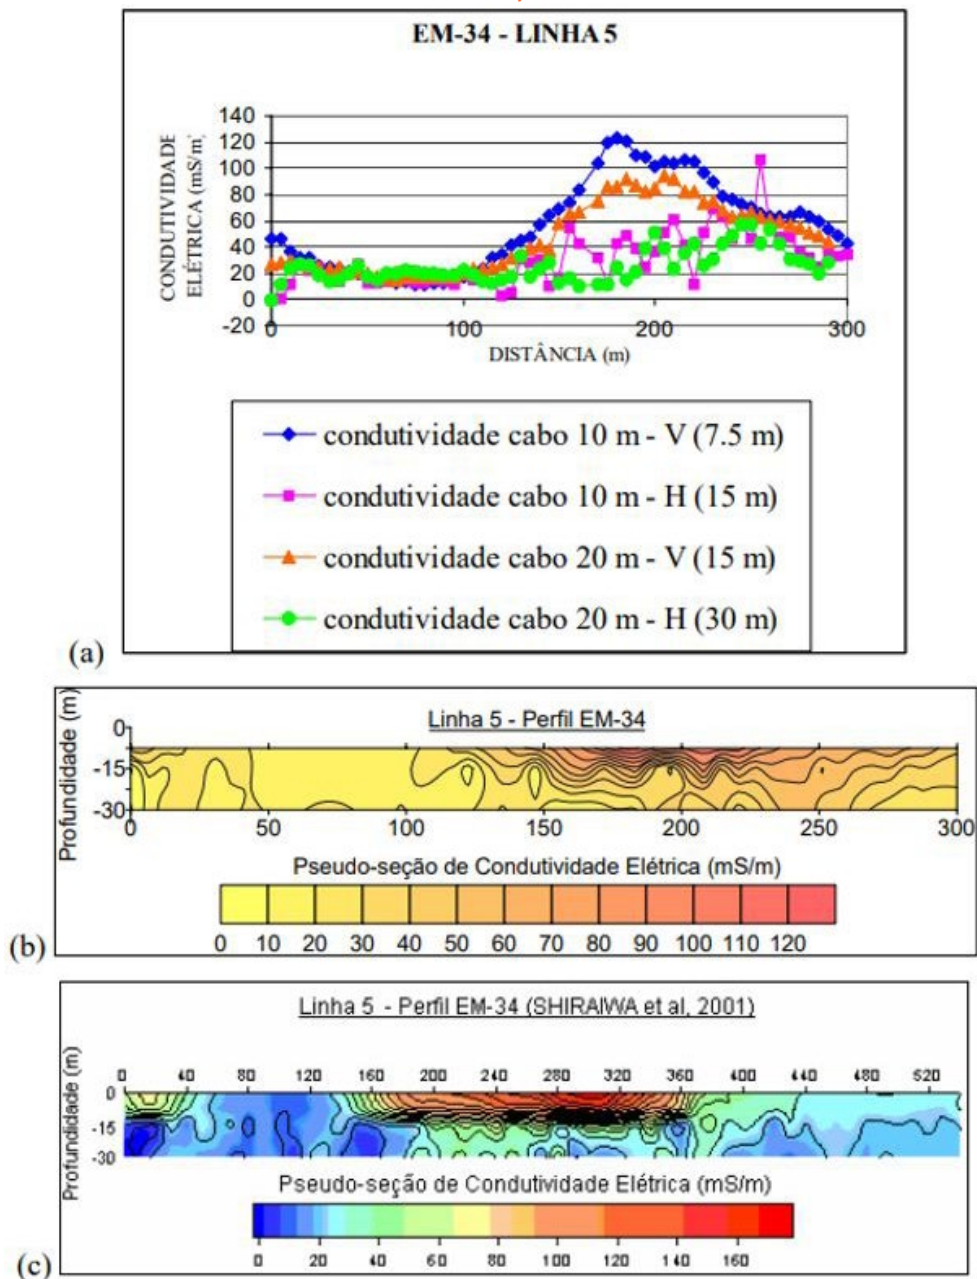 EM-34 - LINHA 5
CONDUTIVIDADE
ELÉTRICA (mS/m)
140
120
100
80
60
40
20
0
-20
0 100 200 300
DISTÂNCIA (m)
condutividade cabo 10 m - V (7.5 m)
condutividade cabo 10 m - H (15 m)
condutividade cabo 20 m - V (15 m)
condutividade cabo 20 m - H (30 m)
(a)
Linha 5 - Perfil EM-34
Profundidade (m)
0
-15
-30
0 50 100 150 200 250 300
Pseudo-seção de Condutividade Elétrica (mS/m)
0 10 20 30 40 50 60 70 80 90 100 110 120
(b)
Linha 5 - Perfil EM-34 (SHIRAIWA et al, 2001)
Profundidade (m)
0 40 80 120 160 200 240 280 320 360 400 440 480 520
0
-15
-30
Pseudo-seção de Condutividade Elétrica (mS/m)
0 20 40 60 80 100 120 140 160
(c)